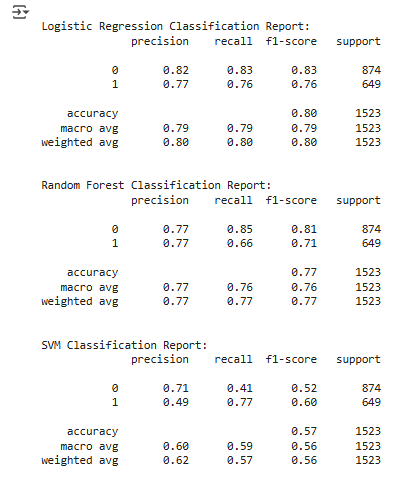 Logistic Regression Classification Report:
precision recall f1-score support
0 0.82 0.83 0.83 874
1 0.77 0.76 0.76 649
accuracy 0.80 1523
macro avg 0.79 0.79 0.79 1523
weighted avg 0.80 0.80 0.80 1523
Random Forest Classification Report:
precision recall f1-score support
0 0.77 0.85 0.81 874
1 0.77 0.66 0.71 649
accuracy 0.77 1523
macro avg 0.77 0.76 0.76 1523
weighted avg 0.77 0.77 0.77 1523
SVM Classification Report:
precision recall f1-score support
0 0.71 0.41 0.52 874
1 0.49 0.77 0.60 649
accuracy 0.57 1523
macro avg 0.60 0.59 0.56 1523
weighted avg 0.62 0.57 0.56 1523